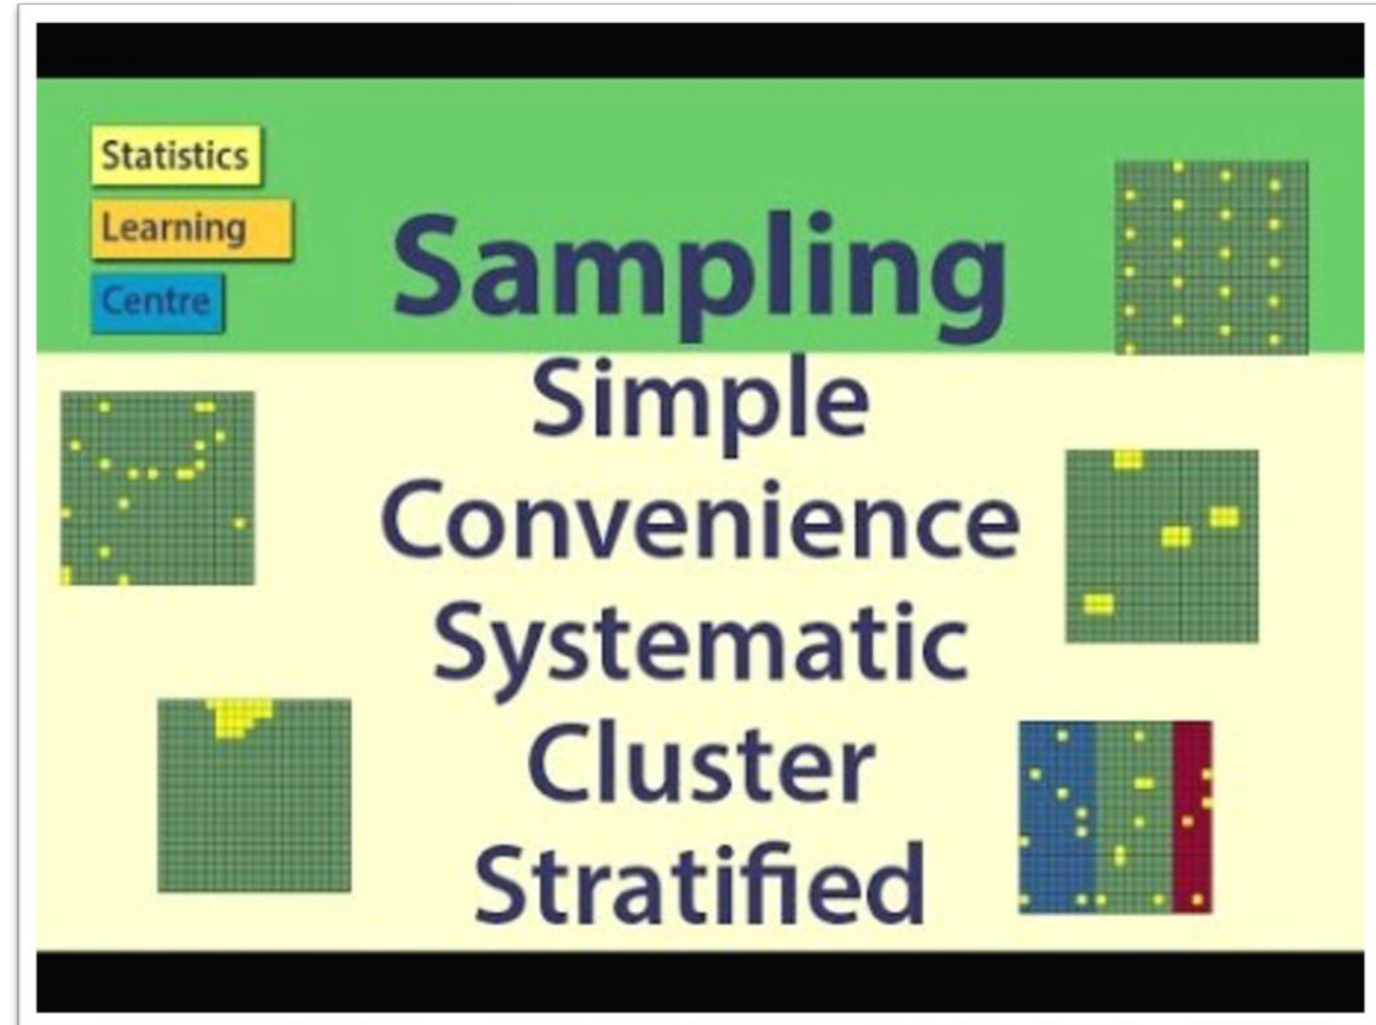 Statistics
Learning
Centre
Sampling
Simple
Convenience
Systematic
Cluster
Stratified